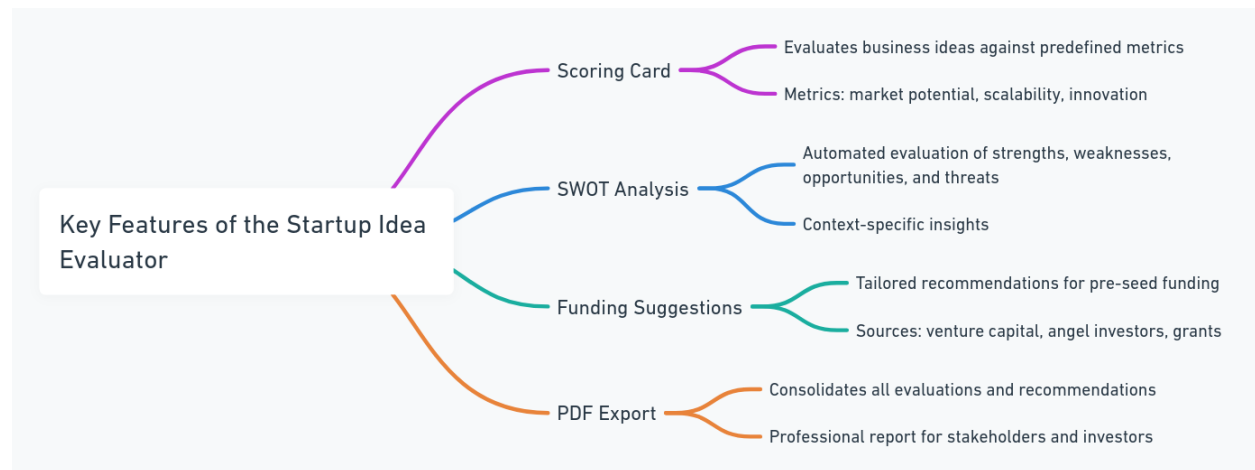 Key Features of the Startup Idea
Evaluator
Scoring Card
Evaluates business ideas against predefined metrics
Metrics: market potential, scalability, innovation
SWOT Analysis
Automated evaluation of strengths, weaknesses,
opportunities, and threats
Context-specific insights
Funding Suggestions
Tailored recommendations for pre-seed funding
Sources: venture capital, angel investors, grants
PDF Export
Consolidates all evaluations and recommendations
Professional report for stakeholders and investors